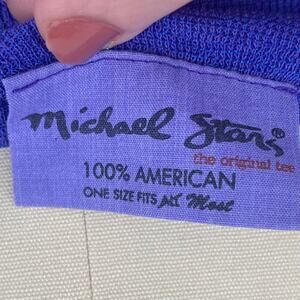 Michael Stars
the original tee
100% AMERICAN
ONE SIZE FITS All Most